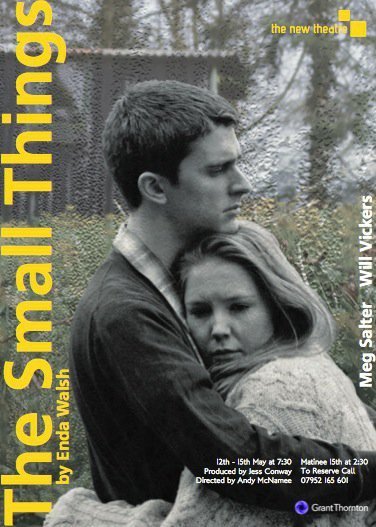 the new theatre
The Small Things
by Enda Walsh
Meg Salter Will Vickers
12th - 15th May at 7:30
Produced by Jess Conway
Directed by Andy McNamee
Matinee 15th at 2:30
To Reserve Call
07952 165 601
Grant Thornton